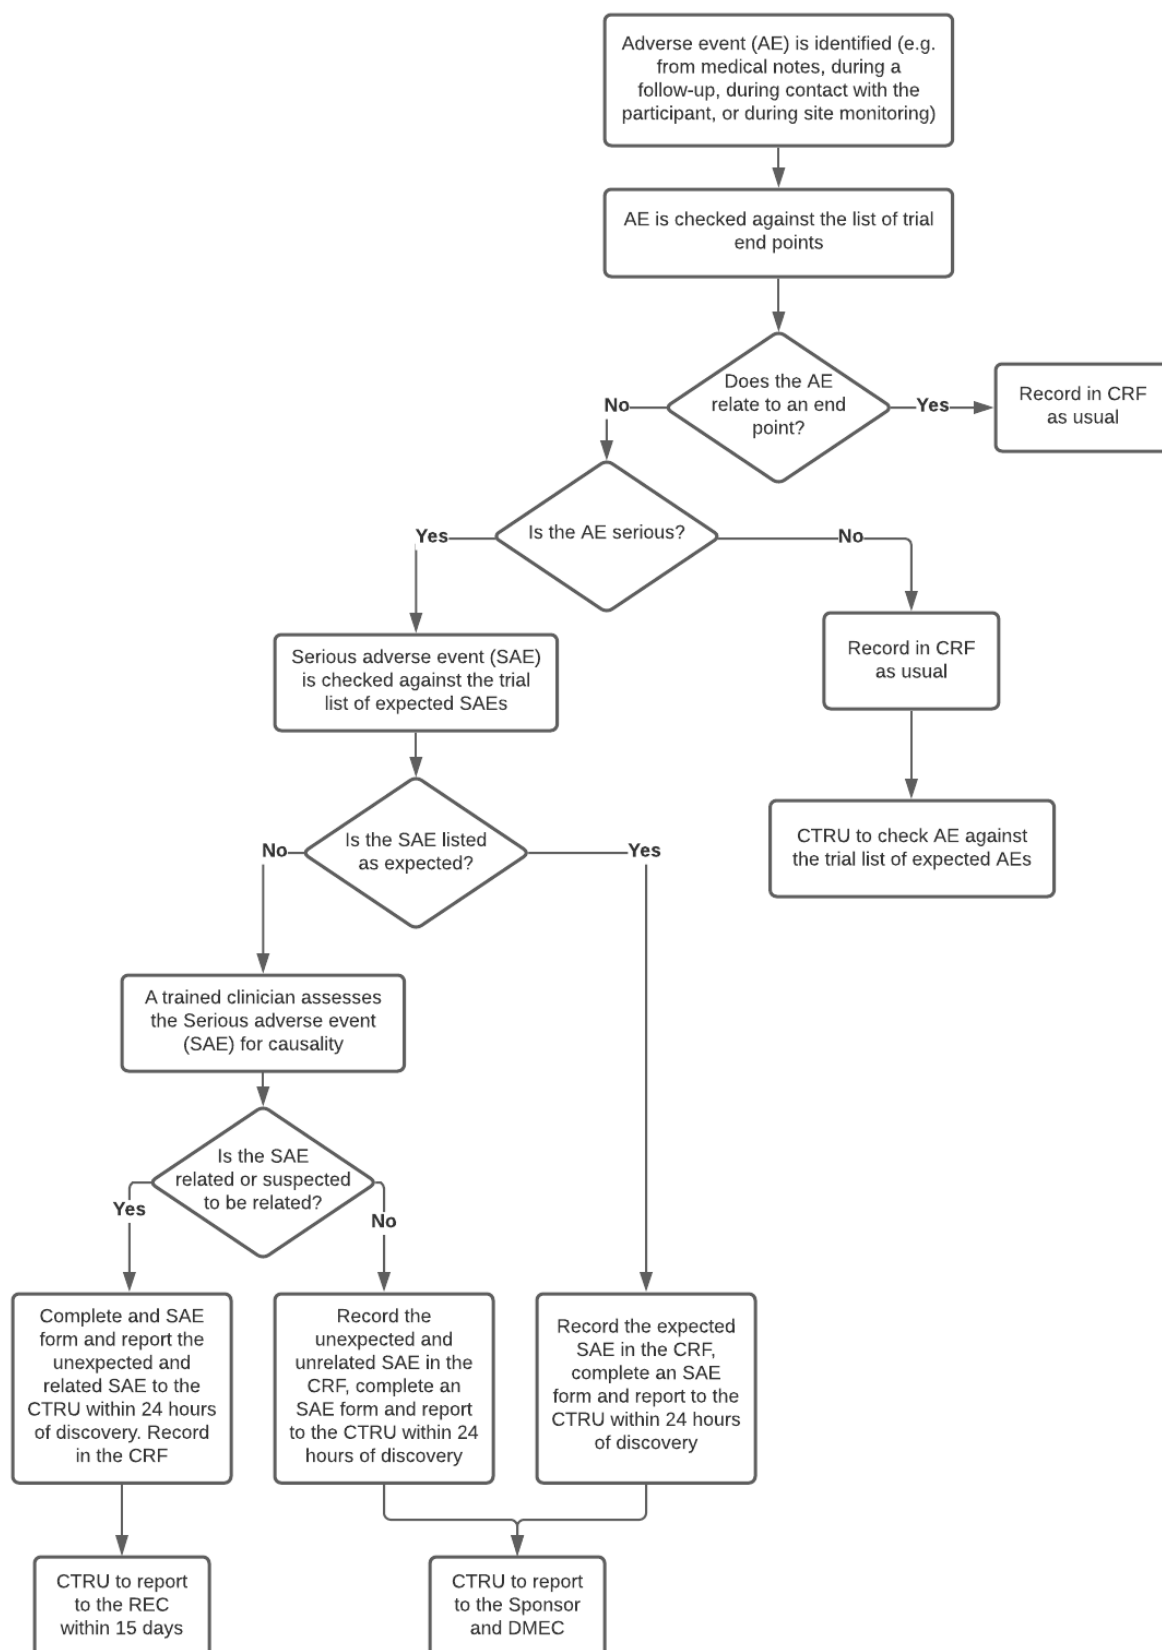 Adverse event (AE) is identified (e.g.
from medical notes, during a
follow-up, during contact with the
participant, or during site monitoring)
AE is checked against the list of trial
end points
Does the AE
relate to an end
point?
No
Yes
Record in CRF
as usual
Is the AE serious?
Yes
No
Serious adverse event (SAE)
is checked against the trial
list of expected SAEs
Record in CRF
as usual
CTRU to check AE against
the trial list of expected AEs
Is the SAE listed
as expected?
No
Yes
A trained clinician assesses
the Serious adverse event
(SAE) for causality
Is the SAE
related or suspected
to be related?
Yes
No
Complete and SAE
form and report the
unexpected and
related SAE to the
CTRU within 24 hours
of discovery. Record
in the CRF
Record the
unexpected and
unrelated SAE in the
CRF, complete an
SAE form and report
to the CTRU within 24
hours of discovery
Record the expected
SAE in the CRF,
complete an SAE
form and report to the
CTRU within 24 hours
of discovery
CTRU to report
to the REC
within 15 days
CTRU to report
to the Sponsor
and DMEC